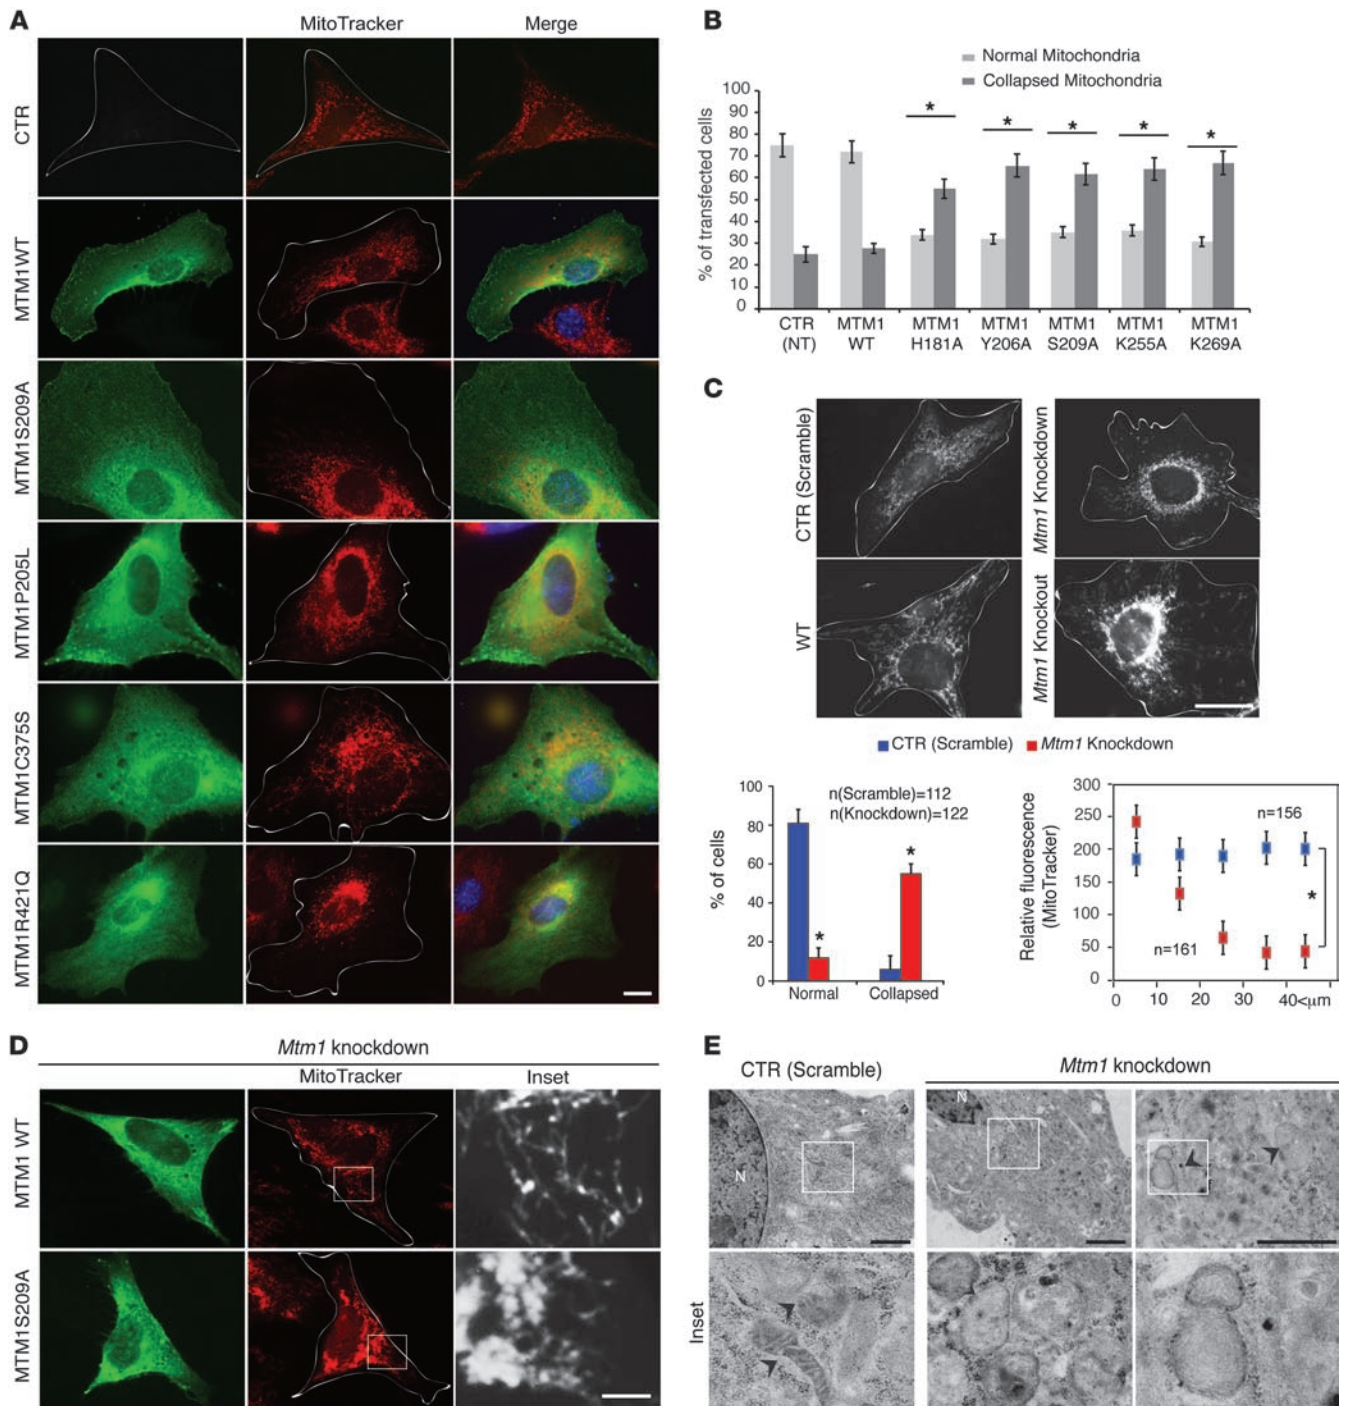 A
MitoTracker
Merge
CTR
MTM1WT
MTM1S209A
MTM1P205L
MTM1C375S
MTM1R421Q
B
Normal Mitochondria
Collapsed Mitochondria
% of transfected cells
100
90
80
70
60
50
40
30
20
10
0
* * * * *
CTR MTM1 MTM1 MTM1 MTM1 MTM1 MTM1
(NT) WT H181A Y206A S209A K255A K269A
C
CTR (Scramble)
Mtm1 Knockdown
WT
Mtm1 Knockout
CTR (Scramble) Mtm1 Knockdown
% of cells
100
80
60
40
20
0
n(Scramble)=112
n(Knockdown)=122
*
*
Normal Collapsed
Relative fluorescence
(MitoTracker)
300
250
200
150
100
50
0
n=156
*
n=161
0 10 20 30 40<μm
D
Mtm1 knockdown
MitoTracker Inset
MTM1 WT
MTM1S209A
E
CTR (Scramble)
Mtm1 knockdown
N
N
Inset